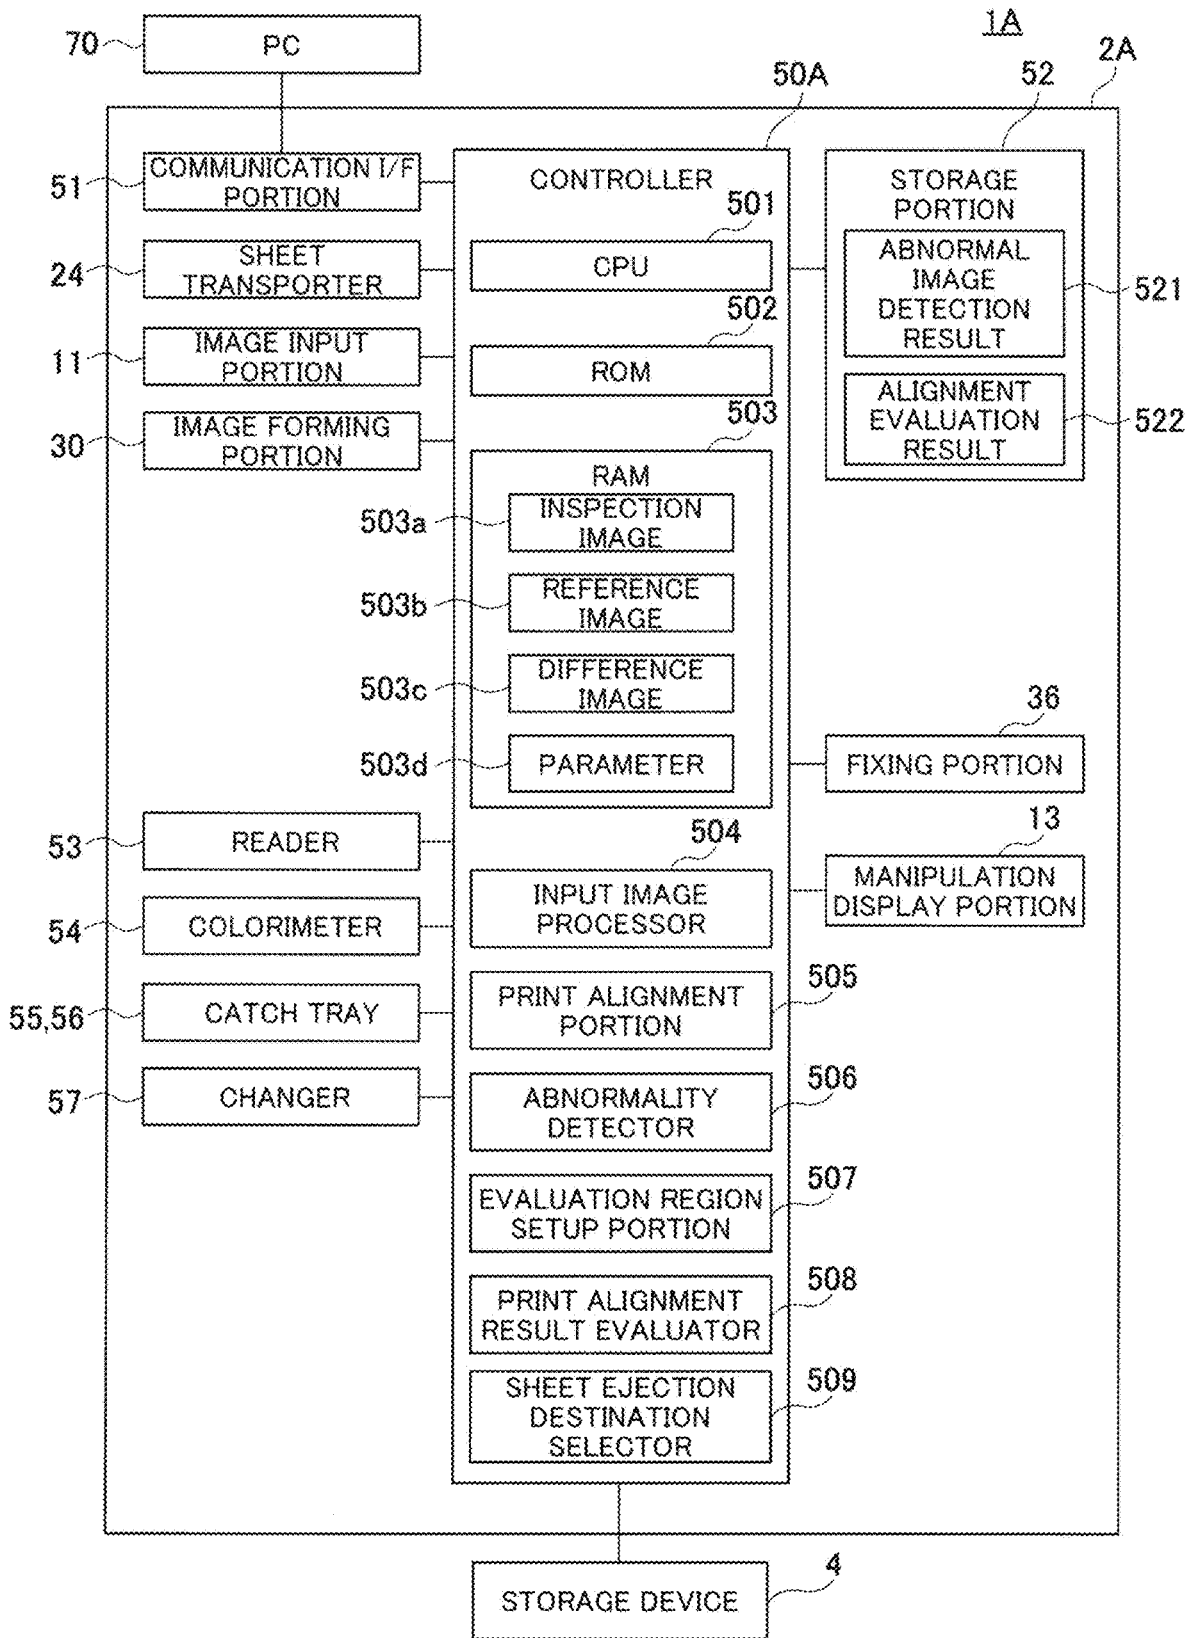 1A
70
PC
2A
50A
52
51
COMMUNICATION I/F
PORTION
CONTROLLER
STORAGE
PORTION
501
CPU
24
SHEET
TRANSPORTER
ABNORMAL
IMAGE
DETECTION
RESULT
521
502
ROM
11
IMAGE INPUT
PORTION
ALIGNMENT
EVALUATION
RESULT
522
30
IMAGE FORMING
PORTION
503
RAM
503a
INSPECTION
IMAGE
503b
REFERENCE
IMAGE
503c
DIFFERENCE
IMAGE
503d
PARAMETER
36
FIXING PORTION
53
READER
13
MANIPULATION
DISPLAY PORTION
504
INPUT IMAGE
PROCESSOR
54
COLORIMETER
55,56
CATCH TRAY
PRINT ALIGNMENT
PORTION
505
57
CHANGER
ABNORMALITY
DETECTOR
506
EVALUATION REGION
SETUP PORTION
507
PRINT ALIGNMENT
RESULT EVALUATOR
508
SHEET EJECTION
DESTINATION
SELECTOR
509
STORAGE DEVICE
4